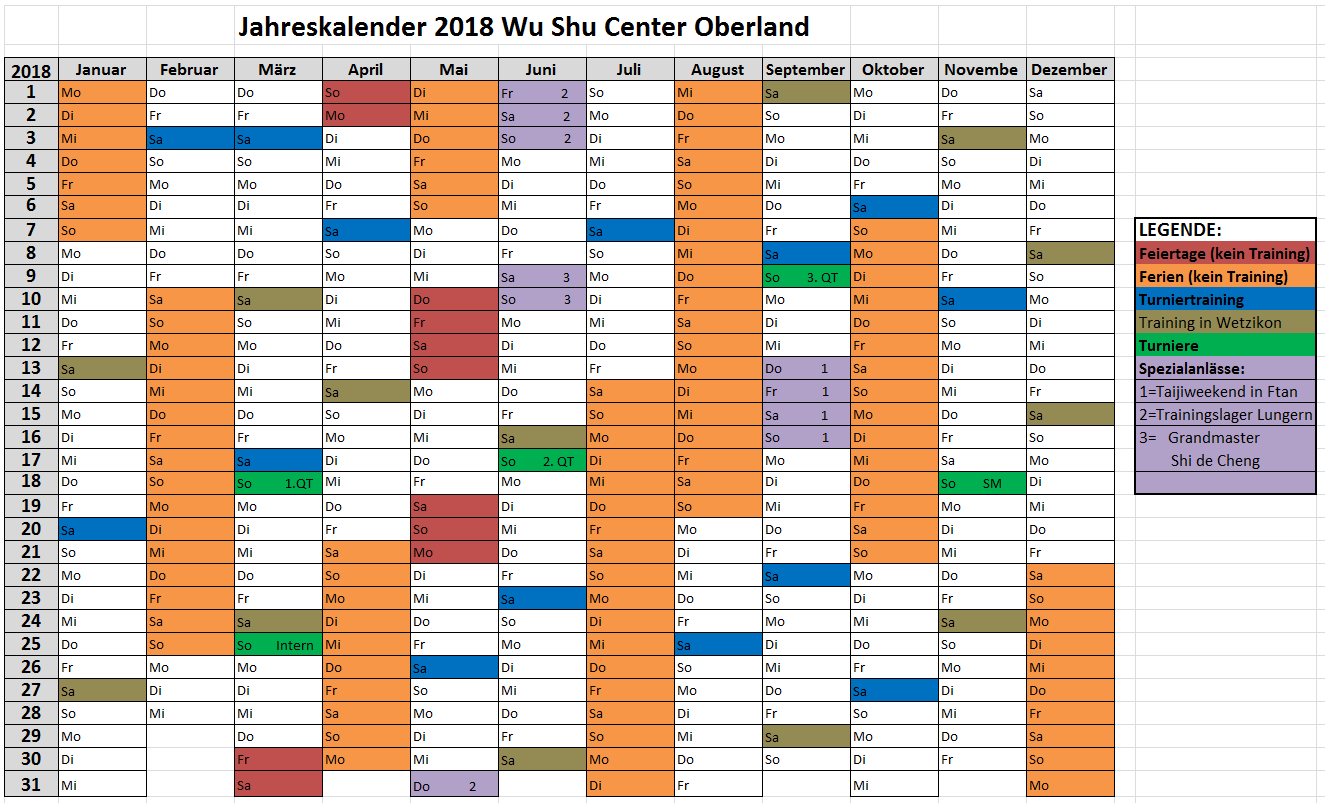 Jahreskalender 2018 Wu Shu Center Oberland
2018 Januar Februar März April Mai Juni Juli August September Oktober Novembe Dezember
1 Mo Do Do So Di Fr 2 So Mi Sa Mo Do Sa
2 Di Fr Fr Mo Mi Sa 2 Mo Do So Di Fr So
3 Mi Sa Sa Di Do So 2 Di Fr Mo Mi Sa Mo
4 Do So So Mi Fr Mo Mi Sa Di Do So Di
5 Fr Mo Mo Do Sa Di Do So Mi Fr Mo Mi
6 Sa Di Di Fr So Mi Fr Mo Do Sa Di Do
7 So Mi Mi Sa Mo Do Sa Di Fr So Mi Fr
8 Mo Do Do So Di Fr So Mi Sa Mo Do Sa
9 Di Fr Fr Mo Mi Sa 3 Mo Do So 3. QT Di Fr So
10 Mi Sa Sa Di Do So 3 Di Fr Mo Mi Sa Mo
11 Do So So Mi Fr Mo Mi Sa Di Do So Di
12 Fr Mo Mo Do Sa Di Do So Mi Fr Mo Mi
13 Sa Di Di Fr So Mi Fr Mo Do 1 Sa Di Do
14 So Mi Mi Sa Mo Do Sa Di Fr 1 So Mi Fr
15 Mo Do Do So Di Fr So Mi Sa 1 Mo Do Sa
16 Di Fr Fr Mo Mi Sa Mo Do So 1 Di Fr So
17 Mi Sa Sa Di Do So 2. QT Di Fr Mo Mi Sa Mo
18 Do So So 1.QT Mi Fr Mo Mi Sa Di Do So SM Di
19 Fr Mo Mo Do Sa Di Do So Mi Fr Mo Mi
20 Sa Di Di Fr So Mi Fr Mo Do Sa Di Do
21 So Mi Mi Sa Mo Do Sa Di Fr So Mi Fr
22 Mo Do Do So Di Fr So Mi Sa Mo Do Sa
23 Di Fr Fr Mo Mi Sa Mo Do So Di Fr So
24 Mi Sa Sa Di Do So Di Fr Mo Mi Sa Mo
25 Do So So Intern Mi Fr Mo Mi Sa Di Do So Di
26 Fr Mo Mo Do Sa Di Do So Mi Fr Mo Mi
27 Sa Di Di Fr So Mi Fr Mo Do Sa Di Do
28 So Mi Mi Sa Mo Do Sa Di Fr So Mi Fr
29 Mo Do So Di Fr So Mi Sa Mo Do Sa
30 Di Fr Mo Mi Sa Mo Do So Di Fr So
31 Mi Sa Do 2 Di Fr Mi Mo
LEGENDE:
Feiertage (kein Training)
Ferien (kein Training)
Turniertraining
Training in Wetzikon
Turniere
Spezialanlässe:
1=Taijiweekend in Ftan
2=Trainingslager Lungern
3= Grandmaster
Shi de Cheng